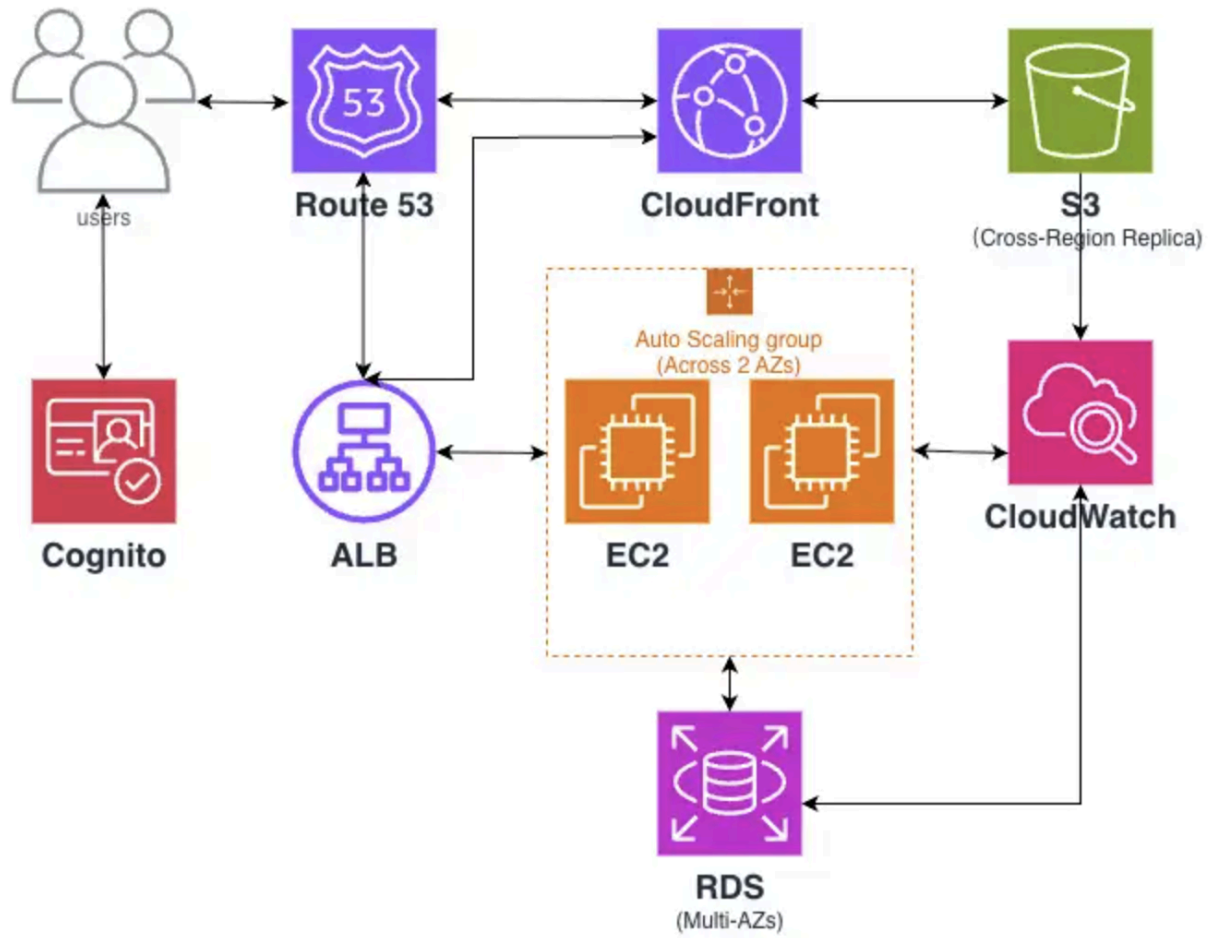 53
users
Route 53
CloudFront
S3
(Cross-Region Replica)
Auto Scaling group
(Across 2 AZs)
Cognito
ALB
EC2
EC2
CloudWatch
RDS
(Multi-AZs)